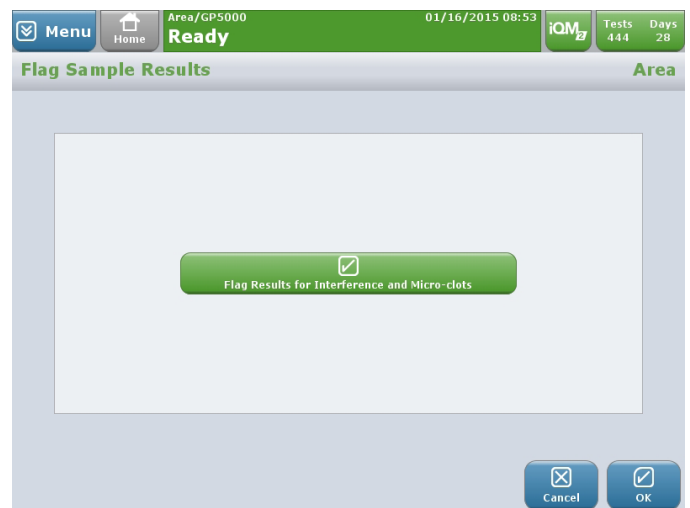 Menu
Home
Area/GP5000 01/16/2015 08:53
Ready
iQM2
Tests Days
444 28
Flag Sample Results Area
Flag Results for Interference and Micro-clots
Cancel OK